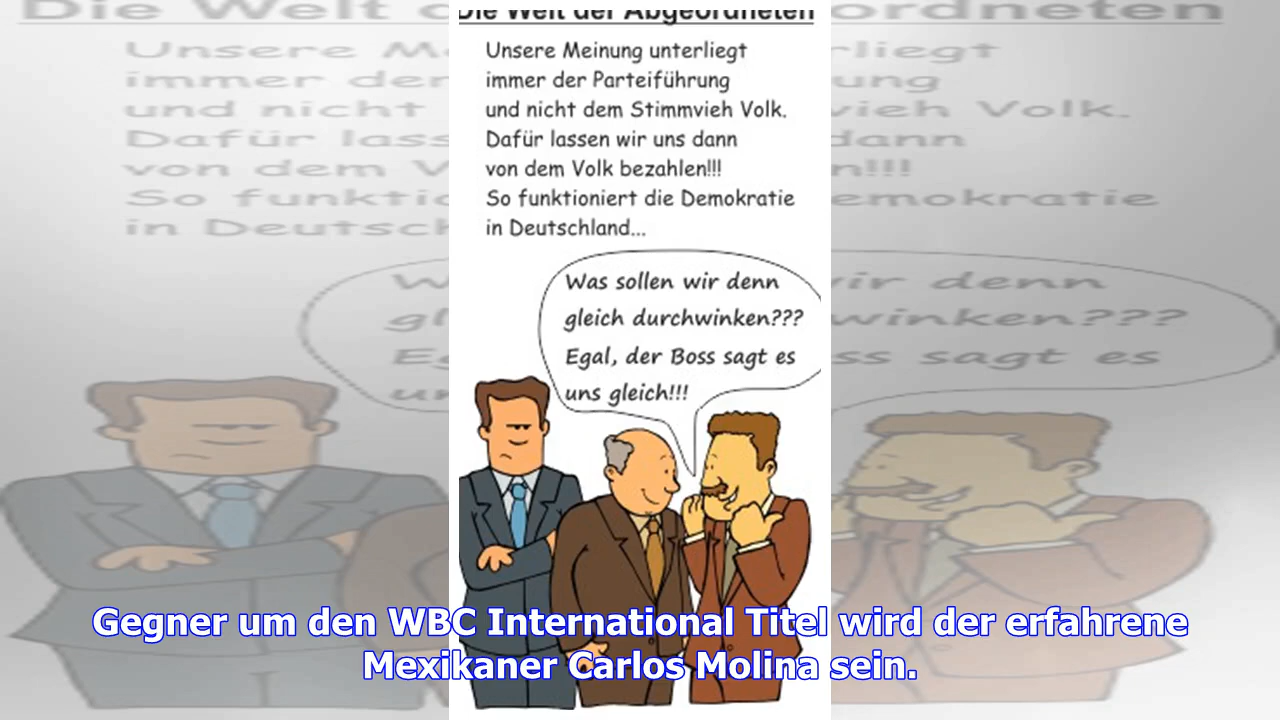 Die Welt der Abgeordneten
Unsere Meinung unterliegt
immer der Parteiführung
und nicht dem Stimmvieh Volk.
Dafür lassen wir uns dann
von dem Volk bezahlen!!!
So funktioniert die Demokratie
in Deutschland...
Was sollen wir denn
gleich durchwinken???
Egal, der Boss sagt es
uns gleich!!!
Gegner um den WBC International Titel wird der erfahrene
Mexikaner Carlos Molina sein.